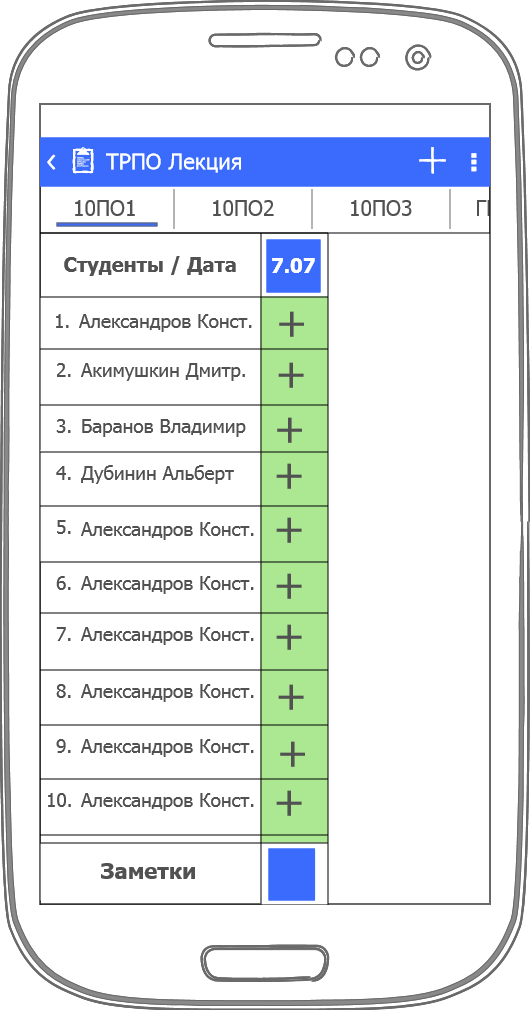 ТРПО Лекция
10ПО1 10ПО2 10ПО3
Студенты / Дата 7.07
1. Александров Конст. +
2. Акимушкин Дмитр. +
3. Баранов Владимир +
4. Дубинин Альберт +
5. Александров Конст. +
6. Александров Конст. +
7. Александров Конст. +
8. Александров Конст. +
9. Александров Конст. +
10. Александров Конст. +
Заметки